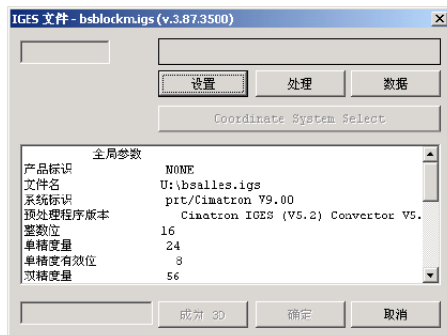 IGES 文件 - bsblockm.igs (v.3.87.3500)
设置 处理 数据
Coordinate System Select
全局参数
产品标识 NONE
文件名 U:\bsalles.igs
系统标识 prt/Cimatron V9.00
预处理程序版本 Cimatron IGES (V5.2) Convertor V5.
整数位 16
单精度量 24
单精度有效位 8
双精度量 56
成为 3D 确定 取消